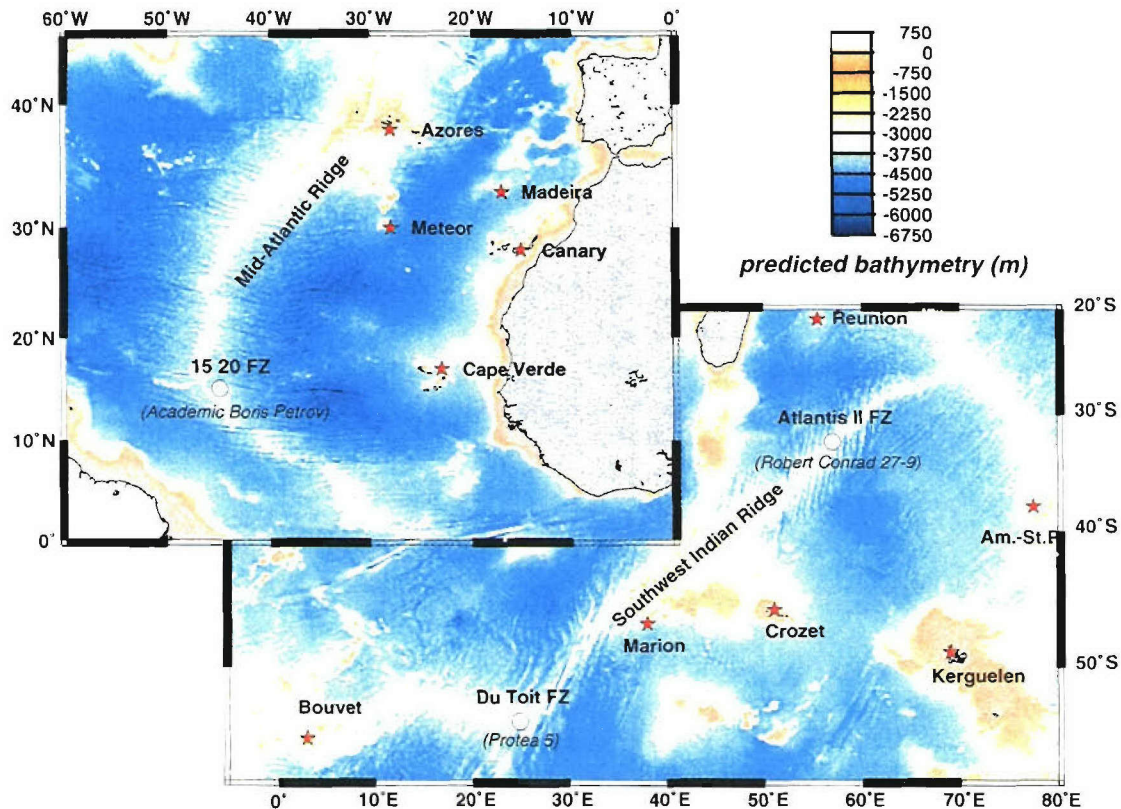 60˚W 50˚W 40˚W 30˚W 20˚W 10˚W 0˚
40˚N
30˚N
20˚N
10˚N
0˚
Azores
Mid-Atlantic Ridge
Madeira
Meteor
Canary
15 20 FZ
(Academic Boris Petrov)
Cape Verde
750
0
-750
-1500
-2250
-3000
-3750
-4500
-5250
-6000
-6750
predicted bathymetry (m)
20˚S
30˚S
40˚S
50˚S
Reunion
Atlantis II FZ
(Robert Conrad 27-9)
Southwest Indian Ridge
Am.-St.P
Marion
Crozet
Kerguelen
Bouvet
Du Toit FZ
(Protea 5)
0˚ 10˚E 20˚E 30˚E 40˚E 50˚E 60˚E 70˚E 80˚E